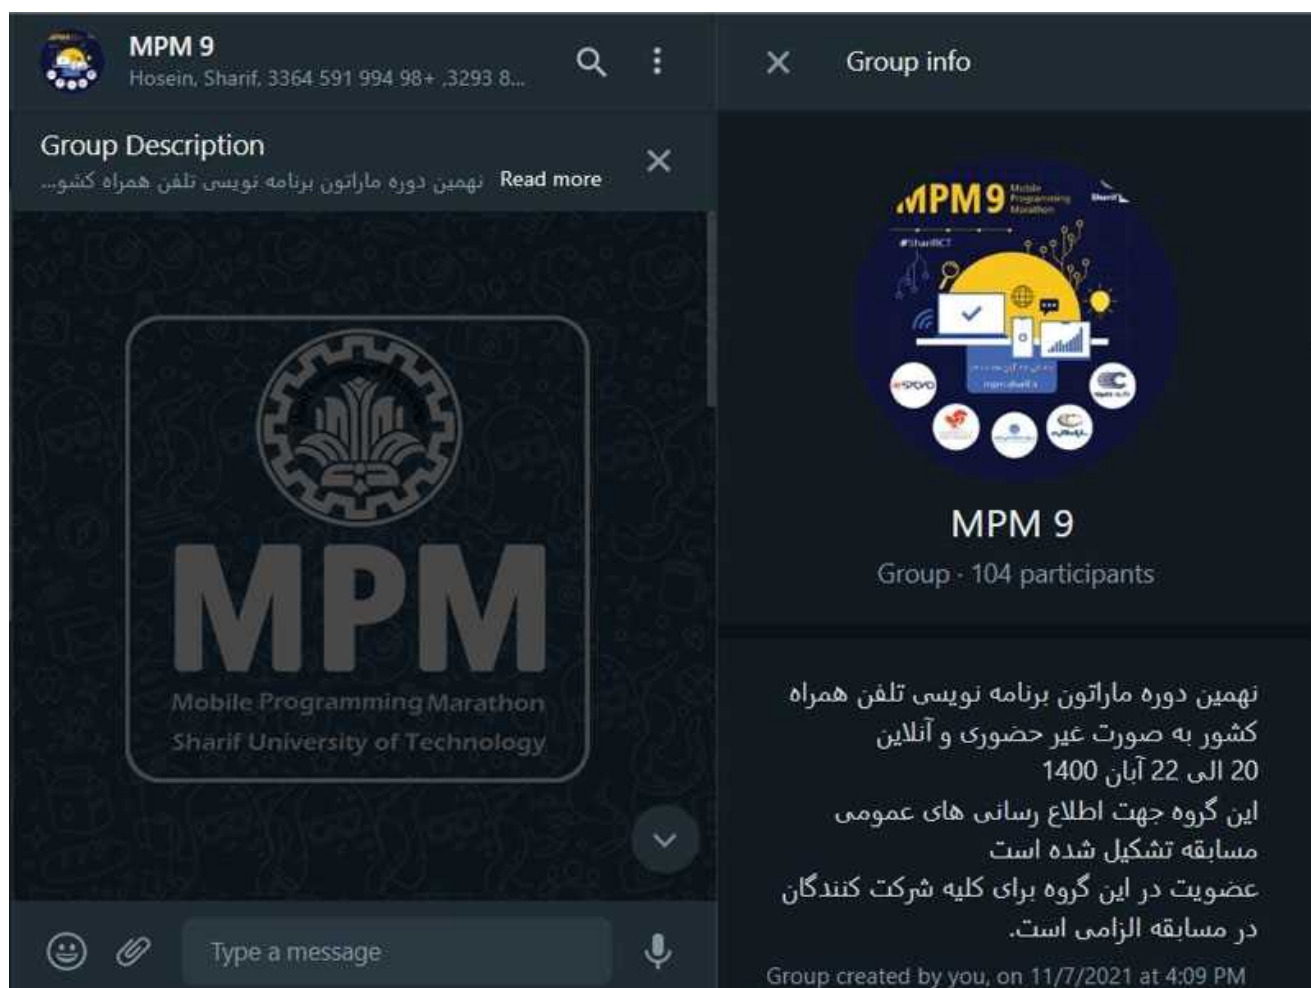 MPM 9
Hosein, Sharif, 3364 591 994 98+ ,3293 8...
Group Description
نهمین دوره ماراتون برنامه نویسی تلفن همراه کشو... Read more
MPM
Mobile Programming Marathon
Sharif University of Technology
Type a message
Group info
MPM 9 Mobile
Programming
Marathon
#SharifICT
MPM 9
Group · 104 participants
نهمین دوره ماراتون برنامه نویسی تلفن همراه
کشور به صورت غیر حضوری و آنلاین
20 الی 22 آبان 1400
این گروه جهت اطلاع رسانی های عمومی
مسابقه تشکیل شده است
عضویت در این گروه برای کلیه شرکت کنندگان
در مسابقه الزامی است.
Group created by you, on 11/7/2021 at 4:09 PM